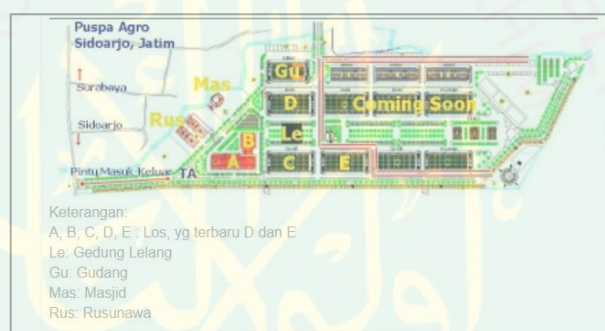 Puspa Agro
Sidoarjo, Jatim
Surabaya
Sidoarjo
Pintu Masuk/Keluar TA
Mas
Rus
Gu
D
Coming Soon
Le
B
A
C
E
Keterangan:
A, B, C, D, E : Los, yg terbaru D dan E
Le: Gedung Lelang
Gu: Gudang
Mas: Masjid
Rus: Rusunawa